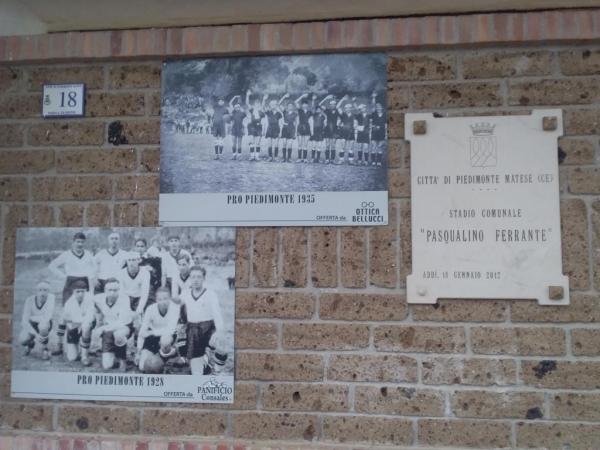 18
PRO PIEDIMONTE 1935
OFFERTA da
OTTICA
BELLUCCI
CITTA' DI PIEDIMONTE MATESE (CE)
STADIO COMUNALE
"PASQUALINO FERRANTE"
ADDÌ, 18 GENNAIO 2012
PRO PIEDIMONTE 1928
OFFERTA da
PANIFICIO
Consales